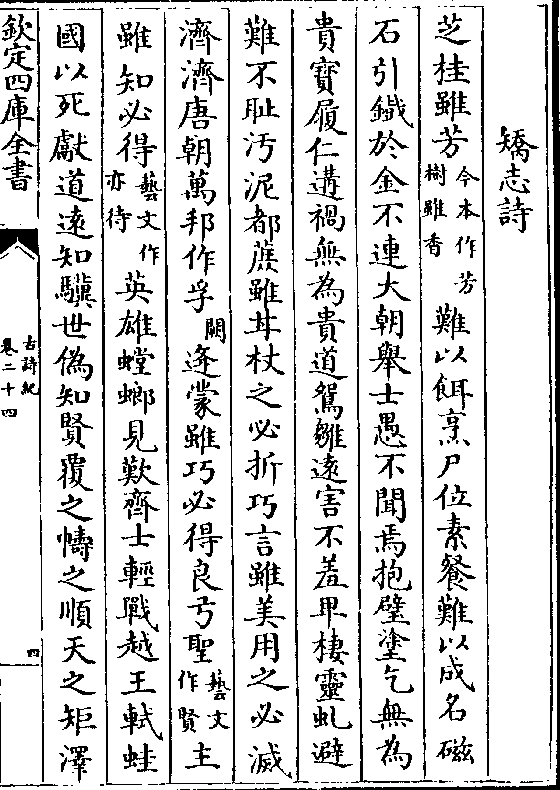 矯志詩
芝桂雖芳今本作芳樹雖香難以餌烹尸位素餐難以成名磁
石引鐵於金不連大朝舉士愚不聞焉抱璧塗乞無為
貴寳履仁遘禍無為貴道鴛雛遠害不羞卑棲靈虬避
難不耻汚泥都蔗雖甘杖之必折巧言雖美用之必滅
濟濟唐朝萬邦作孚闕逄蒙雖巧必得良弓聖藝文作賢主
雖知必得藝文作亦待英雄螳螂見歎齊士輕戰越王軾蛙
國以死獻道遠知驥世偽知賢覆之幬之順天之矩澤
欽定四庫全書
古詩紀
卷二十四
四